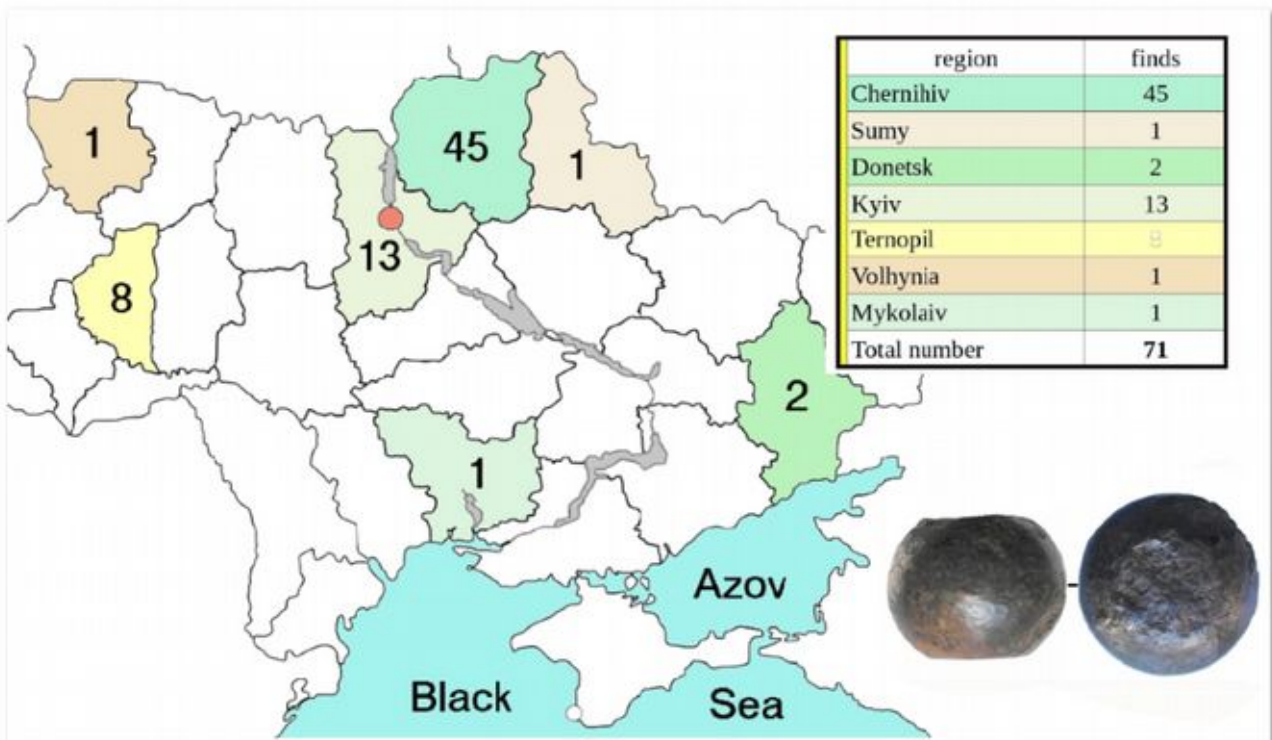 region finds
Chernihiv 45
Sumy 1
Donetsk 2
Kyiv 13
Ternopil 8
Volhynia 1
Mykolaiv 1
Total number 71
1
45
1
13
8
2
1
Azov
Black Sea